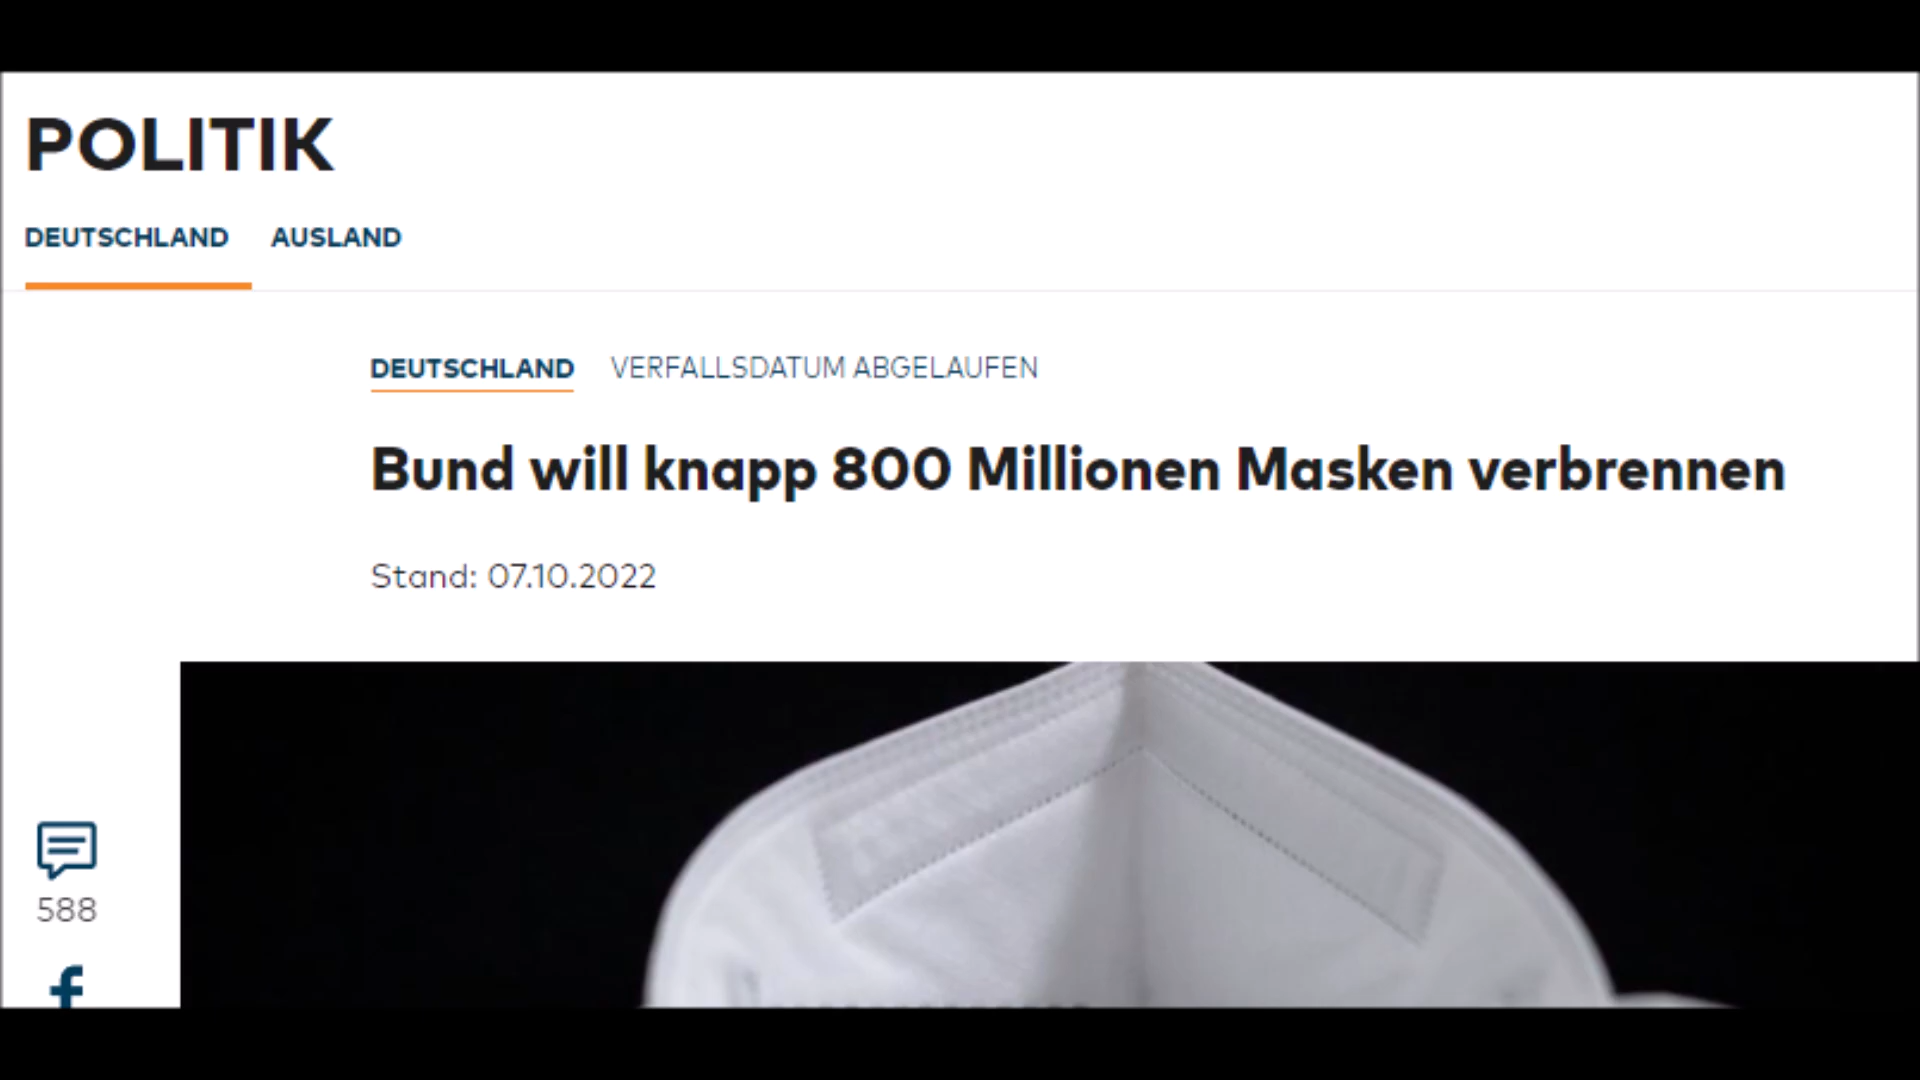 POLITIK
DEUTSCHLAND AUSLAND
DEUTSCHLAND VERFALLSDATUM ABGELAUFEN
Bund will knapp 800 Millionen Masken verbrennen
Stand: 07.10.2022
588